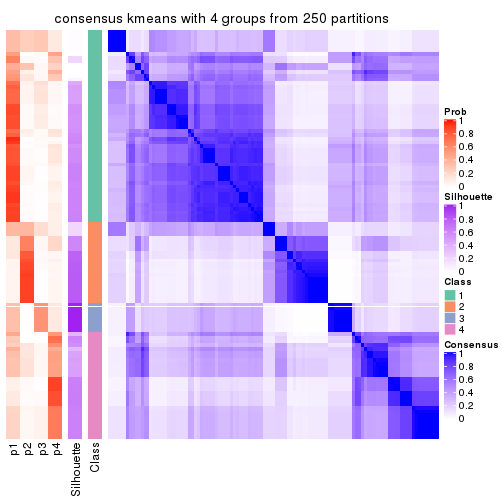 consensus kmeans with 4 groups from 250 partitions
Prob
1
0.8
0.6
0.4
0.2
0
Silhouette
1
0.8
0.6
0.4
0.2
0
Class
1
2
3
4
Consensus
1
0.8
0.6
0.4
0.2
0
p1
p2
p3
p4
Silhouette
Class